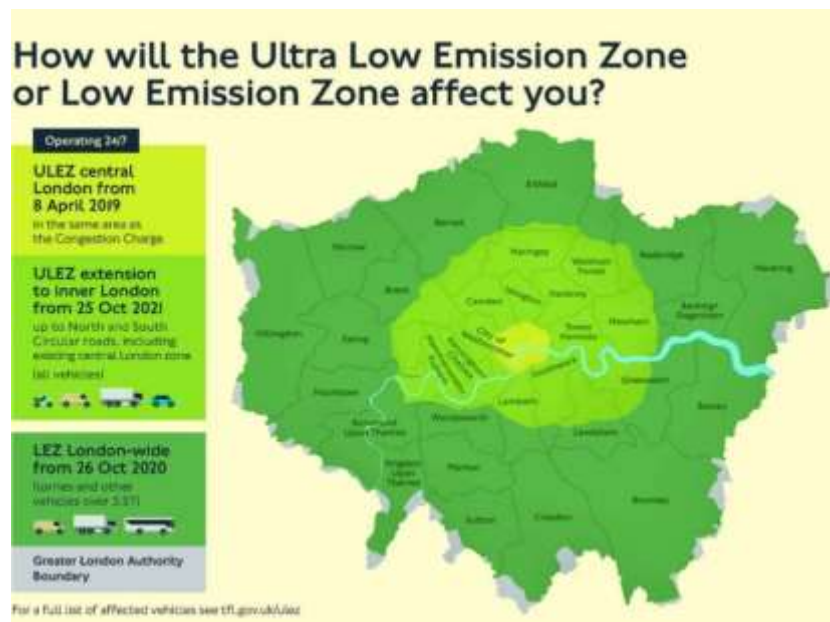 How will the Ultra Low Emission Zone
or Low Emission Zone affect you?
Operating 24/7
ULEZ central
London from
8 April 2019
in the same area as
the Congestion Charge
ULEZ extension
to inner London
from 25 Oct 2021
up to North and South
Circular roads, including
existing central London zone
(all vehicles)
LEZ London-wide
from 26 Oct 2020
(lorries and other
vehicles over 3.5T)
Greater London Authority
Boundary
For a full list of affected vehicles see tfl.gov.uk/ulez
Enfield
Barnet
Harrow
Haringey
Waltham
Forest
Redbridge
Havering
Brent
Camden
Islington
Hackney
Barking &
Dagenham
Hillingdon
Ealing
City of
Westminster
Tower
Hamlets
Newham
Southwark
Greenwich
Hounslow
Lambeth
Bexley
Richmond
Upon Thames
Wandsworth
Lewisham
Kingston
Upon
Thames
Merton
Bromley
Sutton
Croydon